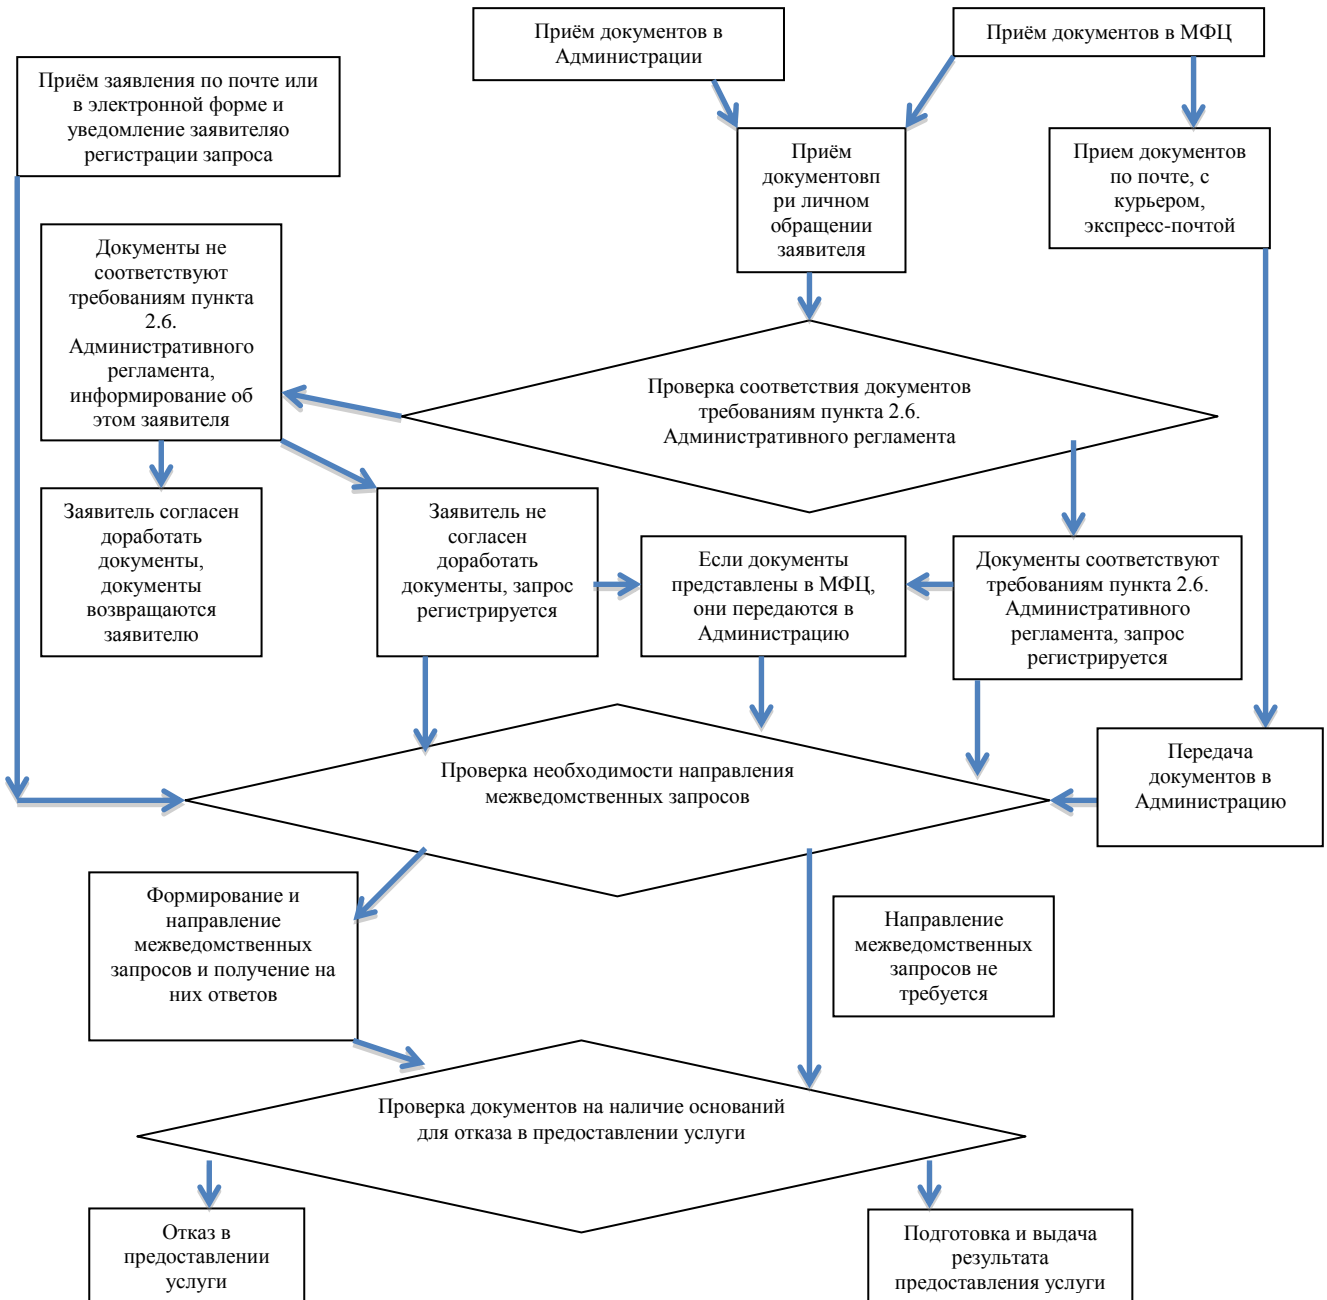 Приём документов в
Администрации
Приём документов в МФЦ
Приём заявления по почте или
в электронной форме и
уведомление заявителяо
регистрации запроса
Приём
документовп
ри личном
обращении
заявителя
Прием документов
по почте, с
курьером,
экспресс-почтой
Документы не
соответствуют
требованиям пункта
2.6.
Административного
регламента,
информирование об
этом заявителя
Проверка соответствия документов
требованиям пункта 2.6.
Административного регламента
Заявитель согласен
доработать
документы,
документы
возвращаются
заявителю
Заявитель не
согласен
доработать
документы, запрос
регистрируется
Если документы
представлены в МФЦ,
они передаются в
Администрацию
Документы соответствуют
требованиям пункта 2.6.
Административного
регламента, запрос
регистрируется
Проверка необходимости направления
межведомственных запросов
Передача
документов в
Администрацию
Формирование и
направление
межведомственных
запросов и получение на
них ответов
Направление
межведомственных
запросов не
требуется
Проверка документов на наличие оснований
для отказа в предоставлении услуги
Отказ в
предоставлении
услуги
Подготовка и выдача
результата
предоставления услуги